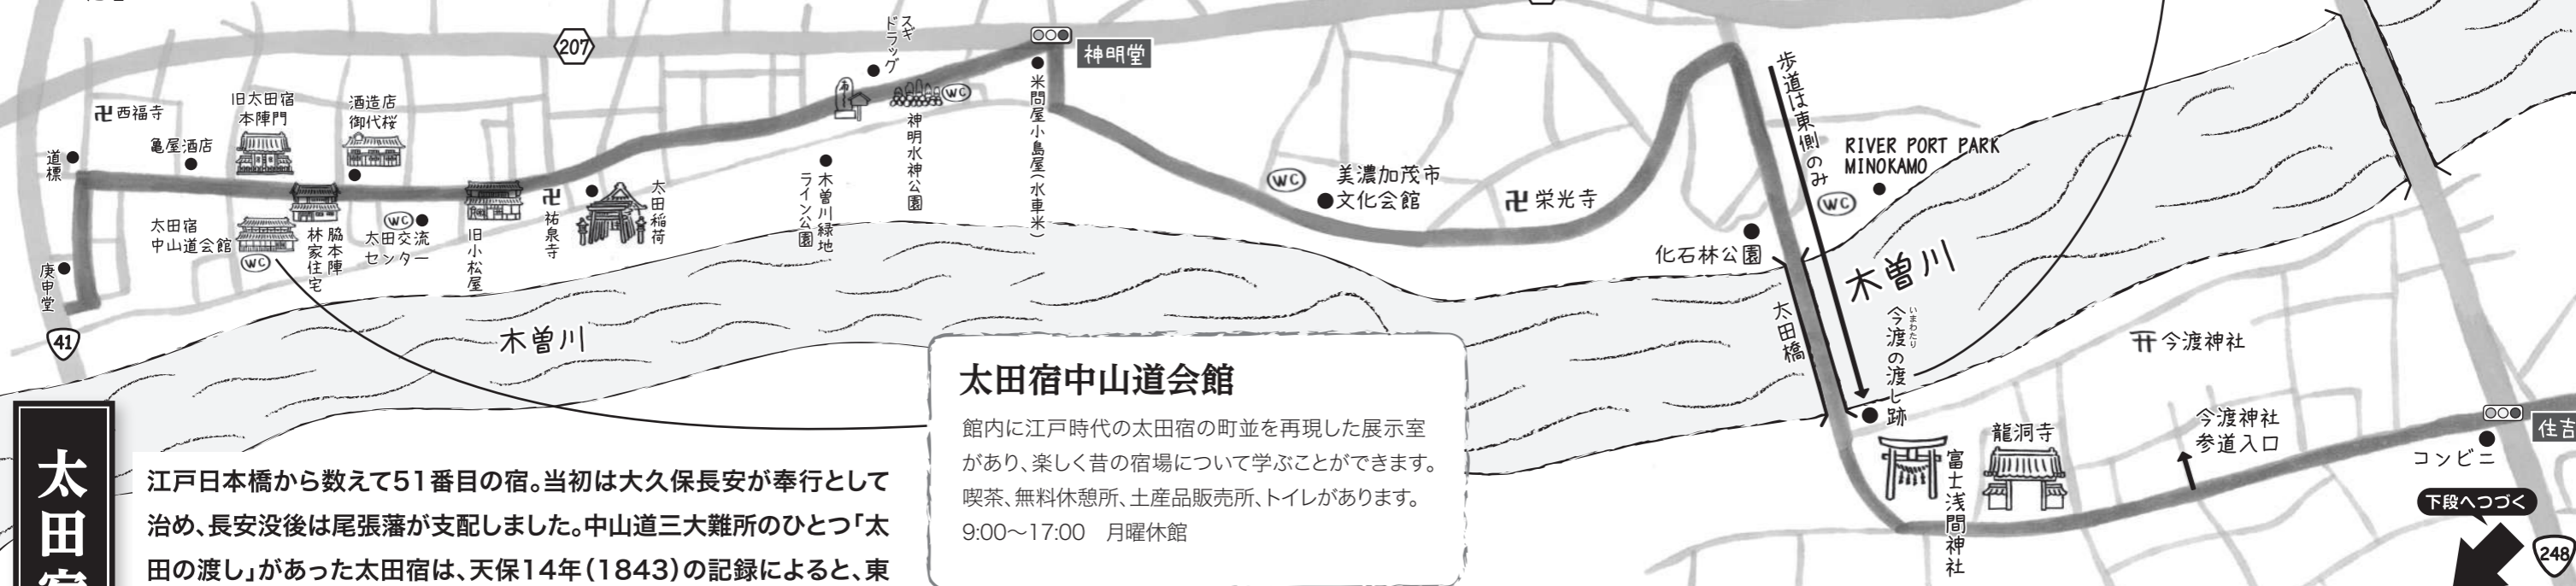 207
スギドラッグ
神明堂
卍西福寺
旧太田宿
本陣門
酒造店
御代桜
亀屋酒店
道標
太田宿
中山道会館
WC
脇本陣
林家住宅
WC
太田交流
センター
旧小松屋
卍祐泉寺
太田稲荷
木曽川緑地
ライン公園
神明水神公園
WC
米問屋小島屋(水車米)
庚申堂
41
木曽川
WC
美濃加茂市
文化会館
卍栄光寺
歩道は東側のみ
RIVER PORT PARK
MINOKAMO
WC
化石林公園
木曽川
太田橋
いまわたり
今渡の渡し跡
今渡神社
今渡神社
参道入口
龍洞寺
富士浅間神社
コンビニ
住吉
下段へつづく
248
太田宿中山道会館
館内に江戸時代の太田宿の町並を再現した展示室
があり、楽しく昔の宿場について学ぶことができます。
喫茶、無料休憩所、土産品販売所、トイレがあります。
9:00〜17:00　月曜休館
太田宿
江戸日本橋から数えて51番目の宿。当初は大久保長安が奉行として
治め、長安没後は尾張藩が支配しました。中山道三大難所のひとつ「太
田の渡し」があった太田宿は、天保14年(1843)の記録によると、東